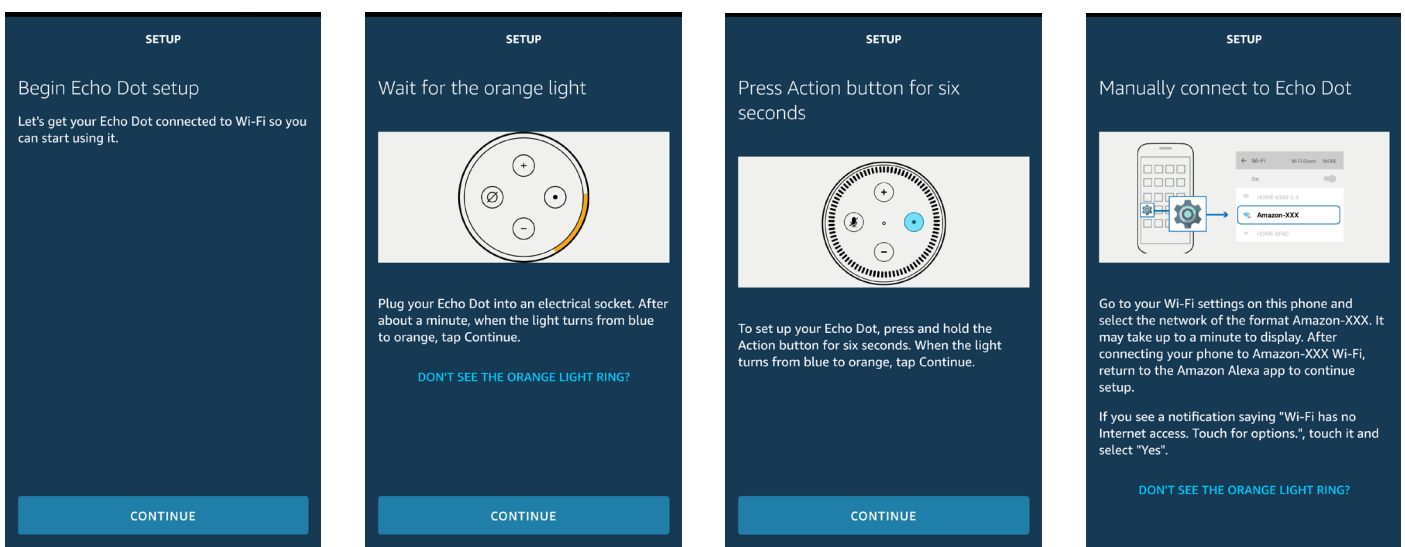 SETUP
Begin Echo Dot setup
Let's get your Echo Dot connected to Wi-Fi so you
can start using it.
CONTINUE
SETUP
Wait for the orange light
Plug your Echo Dot into an electrical socket. After
about a minute, when the light turns from blue
to orange, tap Continue.
DON'T SEE THE ORANGE LIGHT RING?
CONTINUE
SETUP
Press Action button for six
seconds
To set up your Echo Dot, press and hold the
Action button for six seconds. When the light
turns from blue to orange, tap Continue.
CONTINUE
SETUP
Manually connect to Echo Dot
Wi-Fi Wi-Fi Direct MORE
On
Amazon-XXX
Go to your Wi-Fi settings on this phone and
select the network of the format Amazon-XXX. It
may take up to a minute to display. After
connecting your phone to Amazon-XXX Wi-Fi,
return to the Amazon Alexa app to continue
setup.
If you see a notification saying "Wi-Fi has no
Internet access. Touch for options.", touch it and
select "Yes".
DON'T SEE THE ORANGE LIGHT RING?